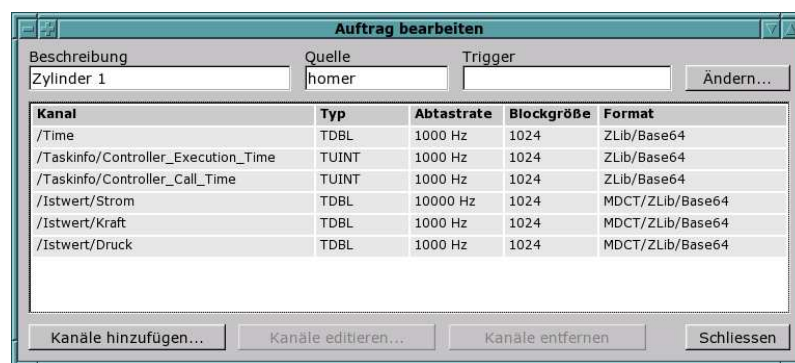 Auftrag bearbeiten
Beschreibung Quelle Trigger
Zylinder 1 homer Ändern...
Kanal Typ Abtastrate Blockgröße Format
/Time TDBL 1000 Hz 1024 ZLib/Base64
/Taskinfo/Controller_Execution_Time TUINT 1000 Hz 1024 ZLib/Base64
/Taskinfo/Controller_Call_Time TUINT 1000 Hz 1024 ZLib/Base64
/Istwert/Strom TDBL 10000 Hz 1024 MDCT/ZLib/Base64
/Istwert/Kraft TDBL 1000 Hz 1024 MDCT/ZLib/Base64
/Istwert/Druck TDBL 1000 Hz 1024 MDCT/ZLib/Base64
Kanäle hinzufügen... Kanäle editieren... Kanäle entfernen Schliessen